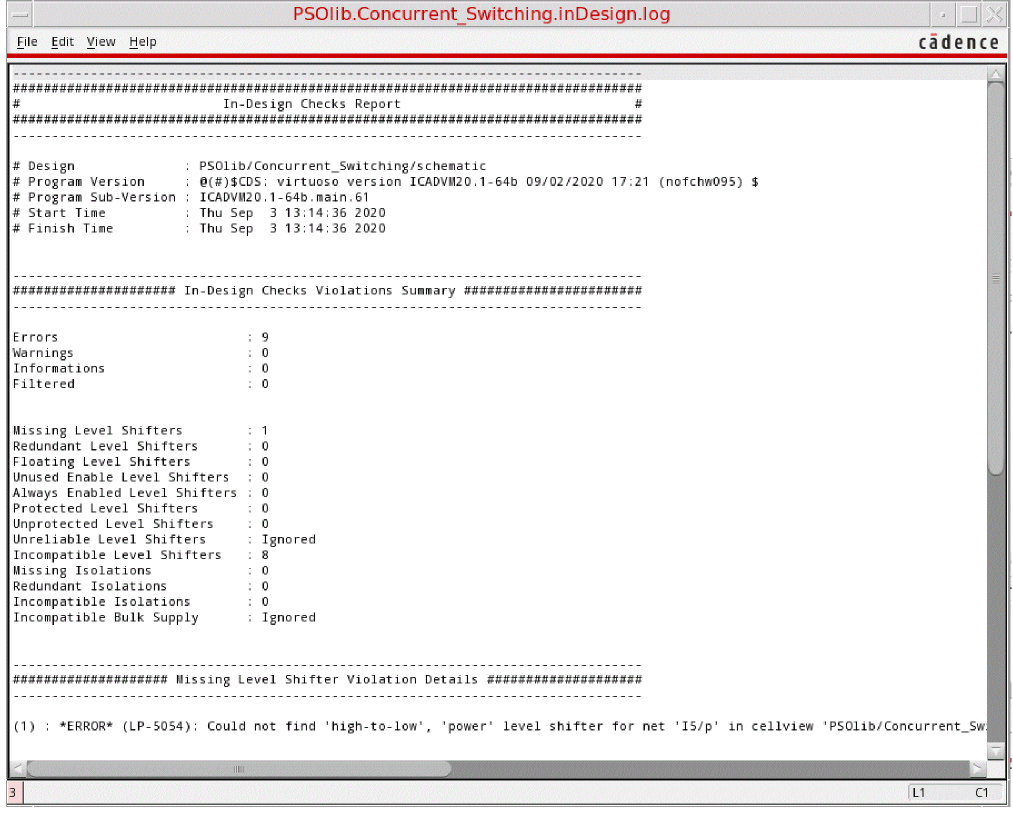 PSOlib.Concurrent_Switching.inDesign.log
File Edit View Help
cādence
--------------------------------------------------------------------------------
################################################################################
# In-Design Checks Report #
################################################################################
--------------------------------------------------------------------------------
# Design : PSOlib/Concurrent_Switching/schematic
# Program Version : @(#)$CDS: virtuoso version ICADVM20.1-64b 09/02/2020 17:21 (nofchw095) $
# Program Sub-Version : ICADVM20.1-64b.main.61
# Start Time : Thu Sep 3 13:14:36 2020
# Finish Time : Thu Sep 3 13:14:36 2020
--------------------------------------------------------------------------------
##################### In-Design Checks Violations Summary #######################
--------------------------------------------------------------------------------
Errors : 9
Warnings : 0
Informations : 0
Filtered : 0
Missing Level Shifters : 1
Redundant Level Shifters : 0
Floating Level Shifters : 0
Unused Enable Level Shifters : 0
Always Enabled Level Shifters : 0
Protected Level Shifters : 0
Unprotected Level Shifters : 0
Unreliable Level Shifters : Ignored
Incompatible Level Shifters : 8
Missing Isolations : 0
Redundant Isolations : 0
Incompatible Isolations : 0
Incompatible Bulk Supply : Ignored
--------------------------------------------------------------------------------
#################### Missing Level Shifter Violation Details ####################
--------------------------------------------------------------------------------
(1) : *ERROR* (LP-5054): Could not find 'high-to-low', 'power' level shifter for net 'I5/p' in cellview 'PSOlib/Concurrent_Sw
3
L1 C1